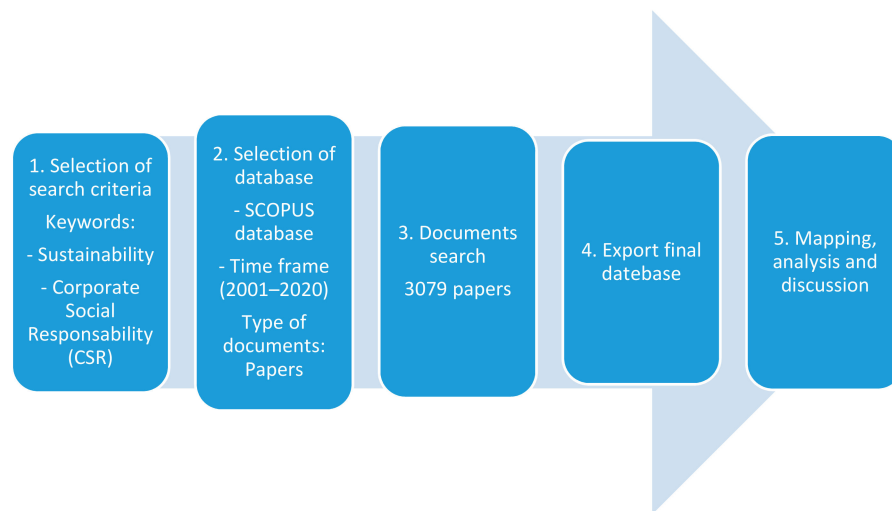 1. Selection of
search criteria
Keywords:
- Sustainability
- Corporate
Social
Responsability
(CSR)
2. Selection of
database
- SCOPUS
database
- Time frame
(2001–2020)
Type of
documents:
Papers
3. Documents
search
3079 papers
4. Export final
datebase
5. Mapping,
analysis and
discussion